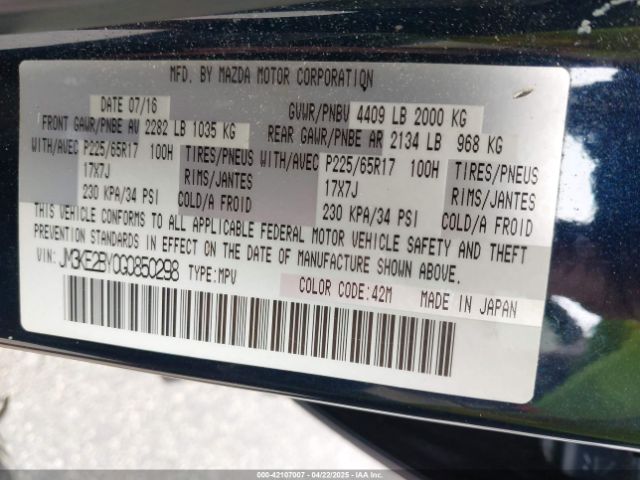 MFD. BY MAZDA MOTOR CORPORATION
DATE 07/16 GVWR/PNBV 4409 LB 2000 KG
FRONT GAWR/PNBE AV 2282 LB 1035 KG REAR GAWR/PNBE AR 2134 LB 968 KG
WITH/AVEC P225/65R17 100H TIRES/PNEUS WITH/AVEC P225/65R17 100H TIRES/PNEUS
17X7J RIMS/JANTES 17X7J RIMS/JANTES
230 KPA/34 PSI COLD/A FROID 230 KPA/34 PSI COLD/A FROID
THIS VEHICLE CONFORMS TO ALL APPLICABLE FEDERAL MOTOR VEHICLE SAFETY AND THEFT
PREVENTION STANDARDS IN EFFECT ON THE DATE OF MANUFACTURE SHOWN ABOVE.
VIN: JM3KE2BY0G0850298 TYPE:MPV COLOR CODE:42M MADE IN JAPAN
000-42107007 - 04/22/2025 - IAA Inc.